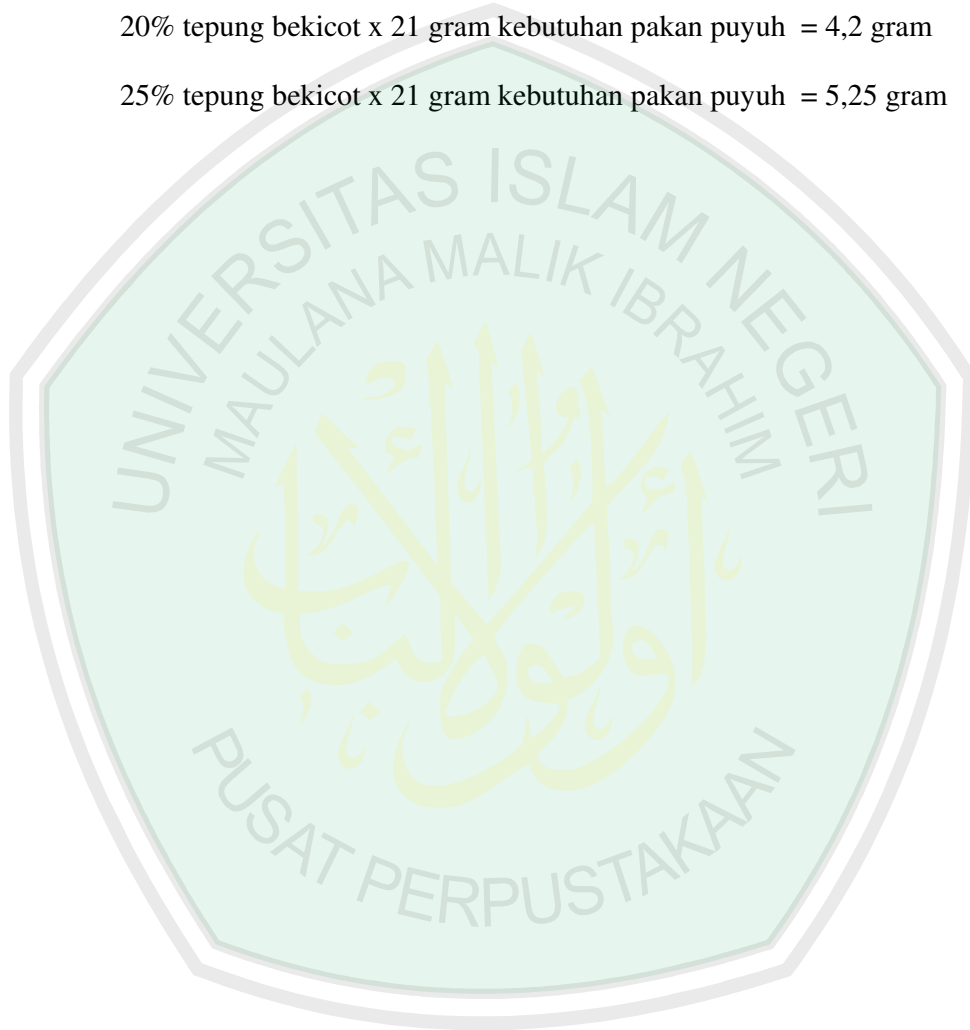 20% tepung bekicot x 21 gram kebutuhan pakan puyuh  = 4,2 gram
25% tepung bekicot x 21 gram kebutuhan pakan puyuh  = 5,25 gram
UNIVERSITAS ISLAM NEGERI
MAULANA MALIK IBRAHIM
أولوا الألباب
PUSAT PERPUSTAKAAN